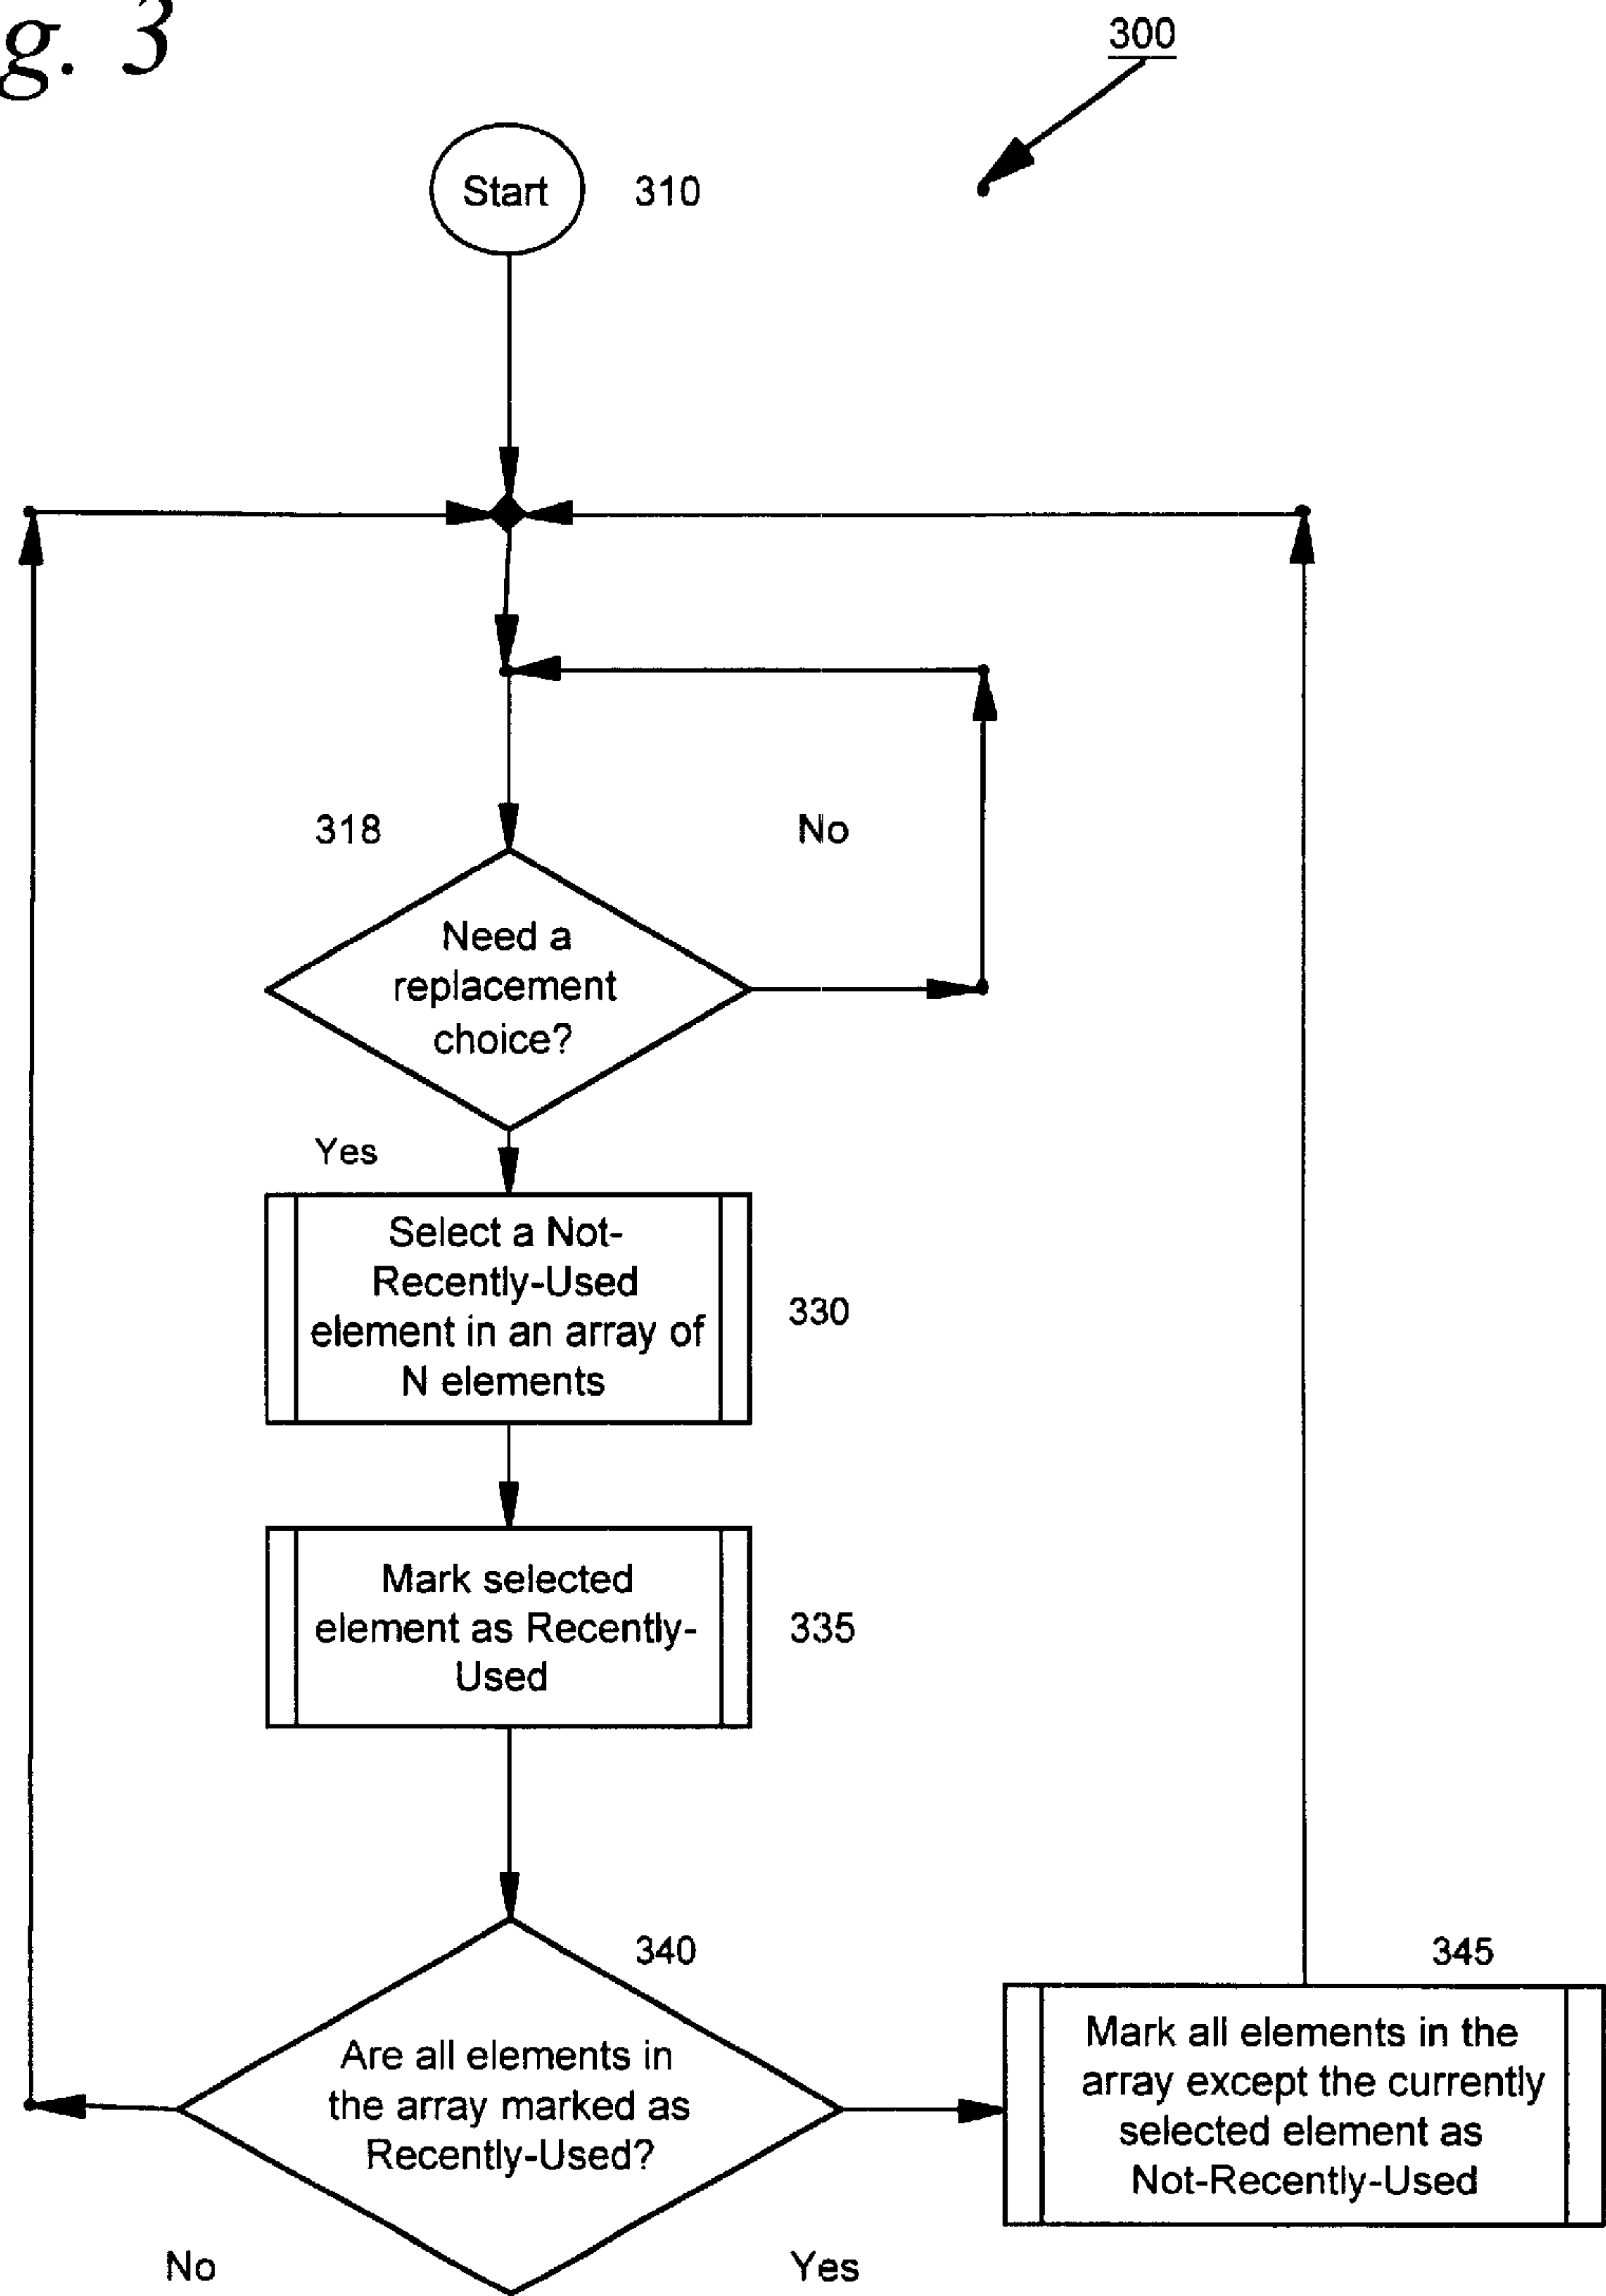 g. 3
300
Start
310
318
No
Need a
replacement
choice?
Yes
Select a Not-
Recently-Used
element in an array of
N elements
330
Mark selected
element as Recently-
Used
335
340
345
Are all elements in
the array marked as
Recently-Used?
Mark all elements in the
array except the currently
selected element as
Not-Recently-Used
No
Yes